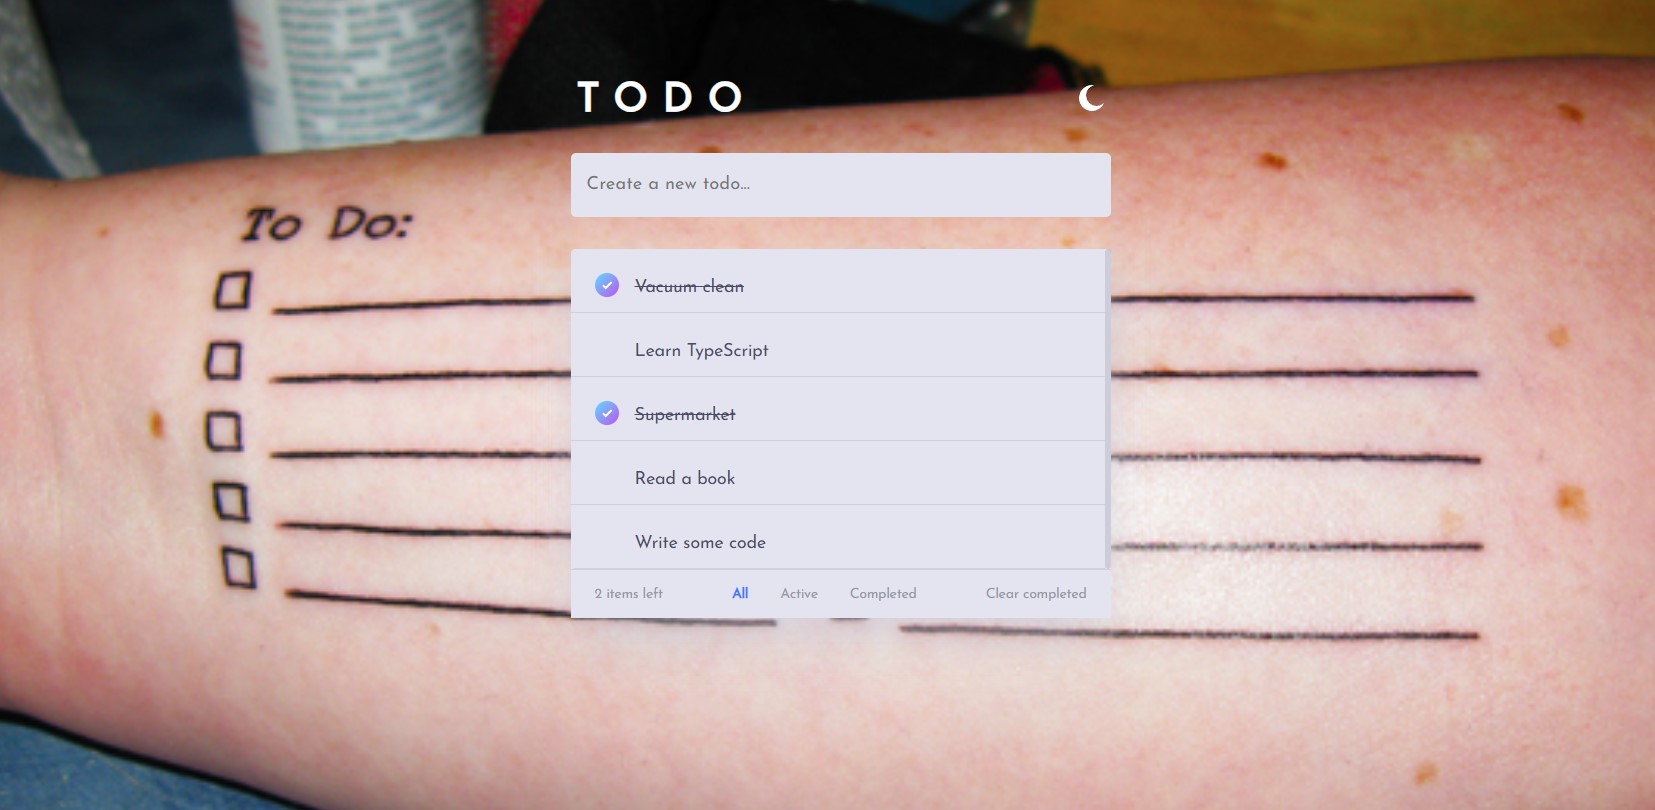 TODO
Create a new todo...
To Do:
Vacuum clean
Learn TypeScript
Supermarket
Read a book
Write some code
2 items left All Active Completed Clear completed